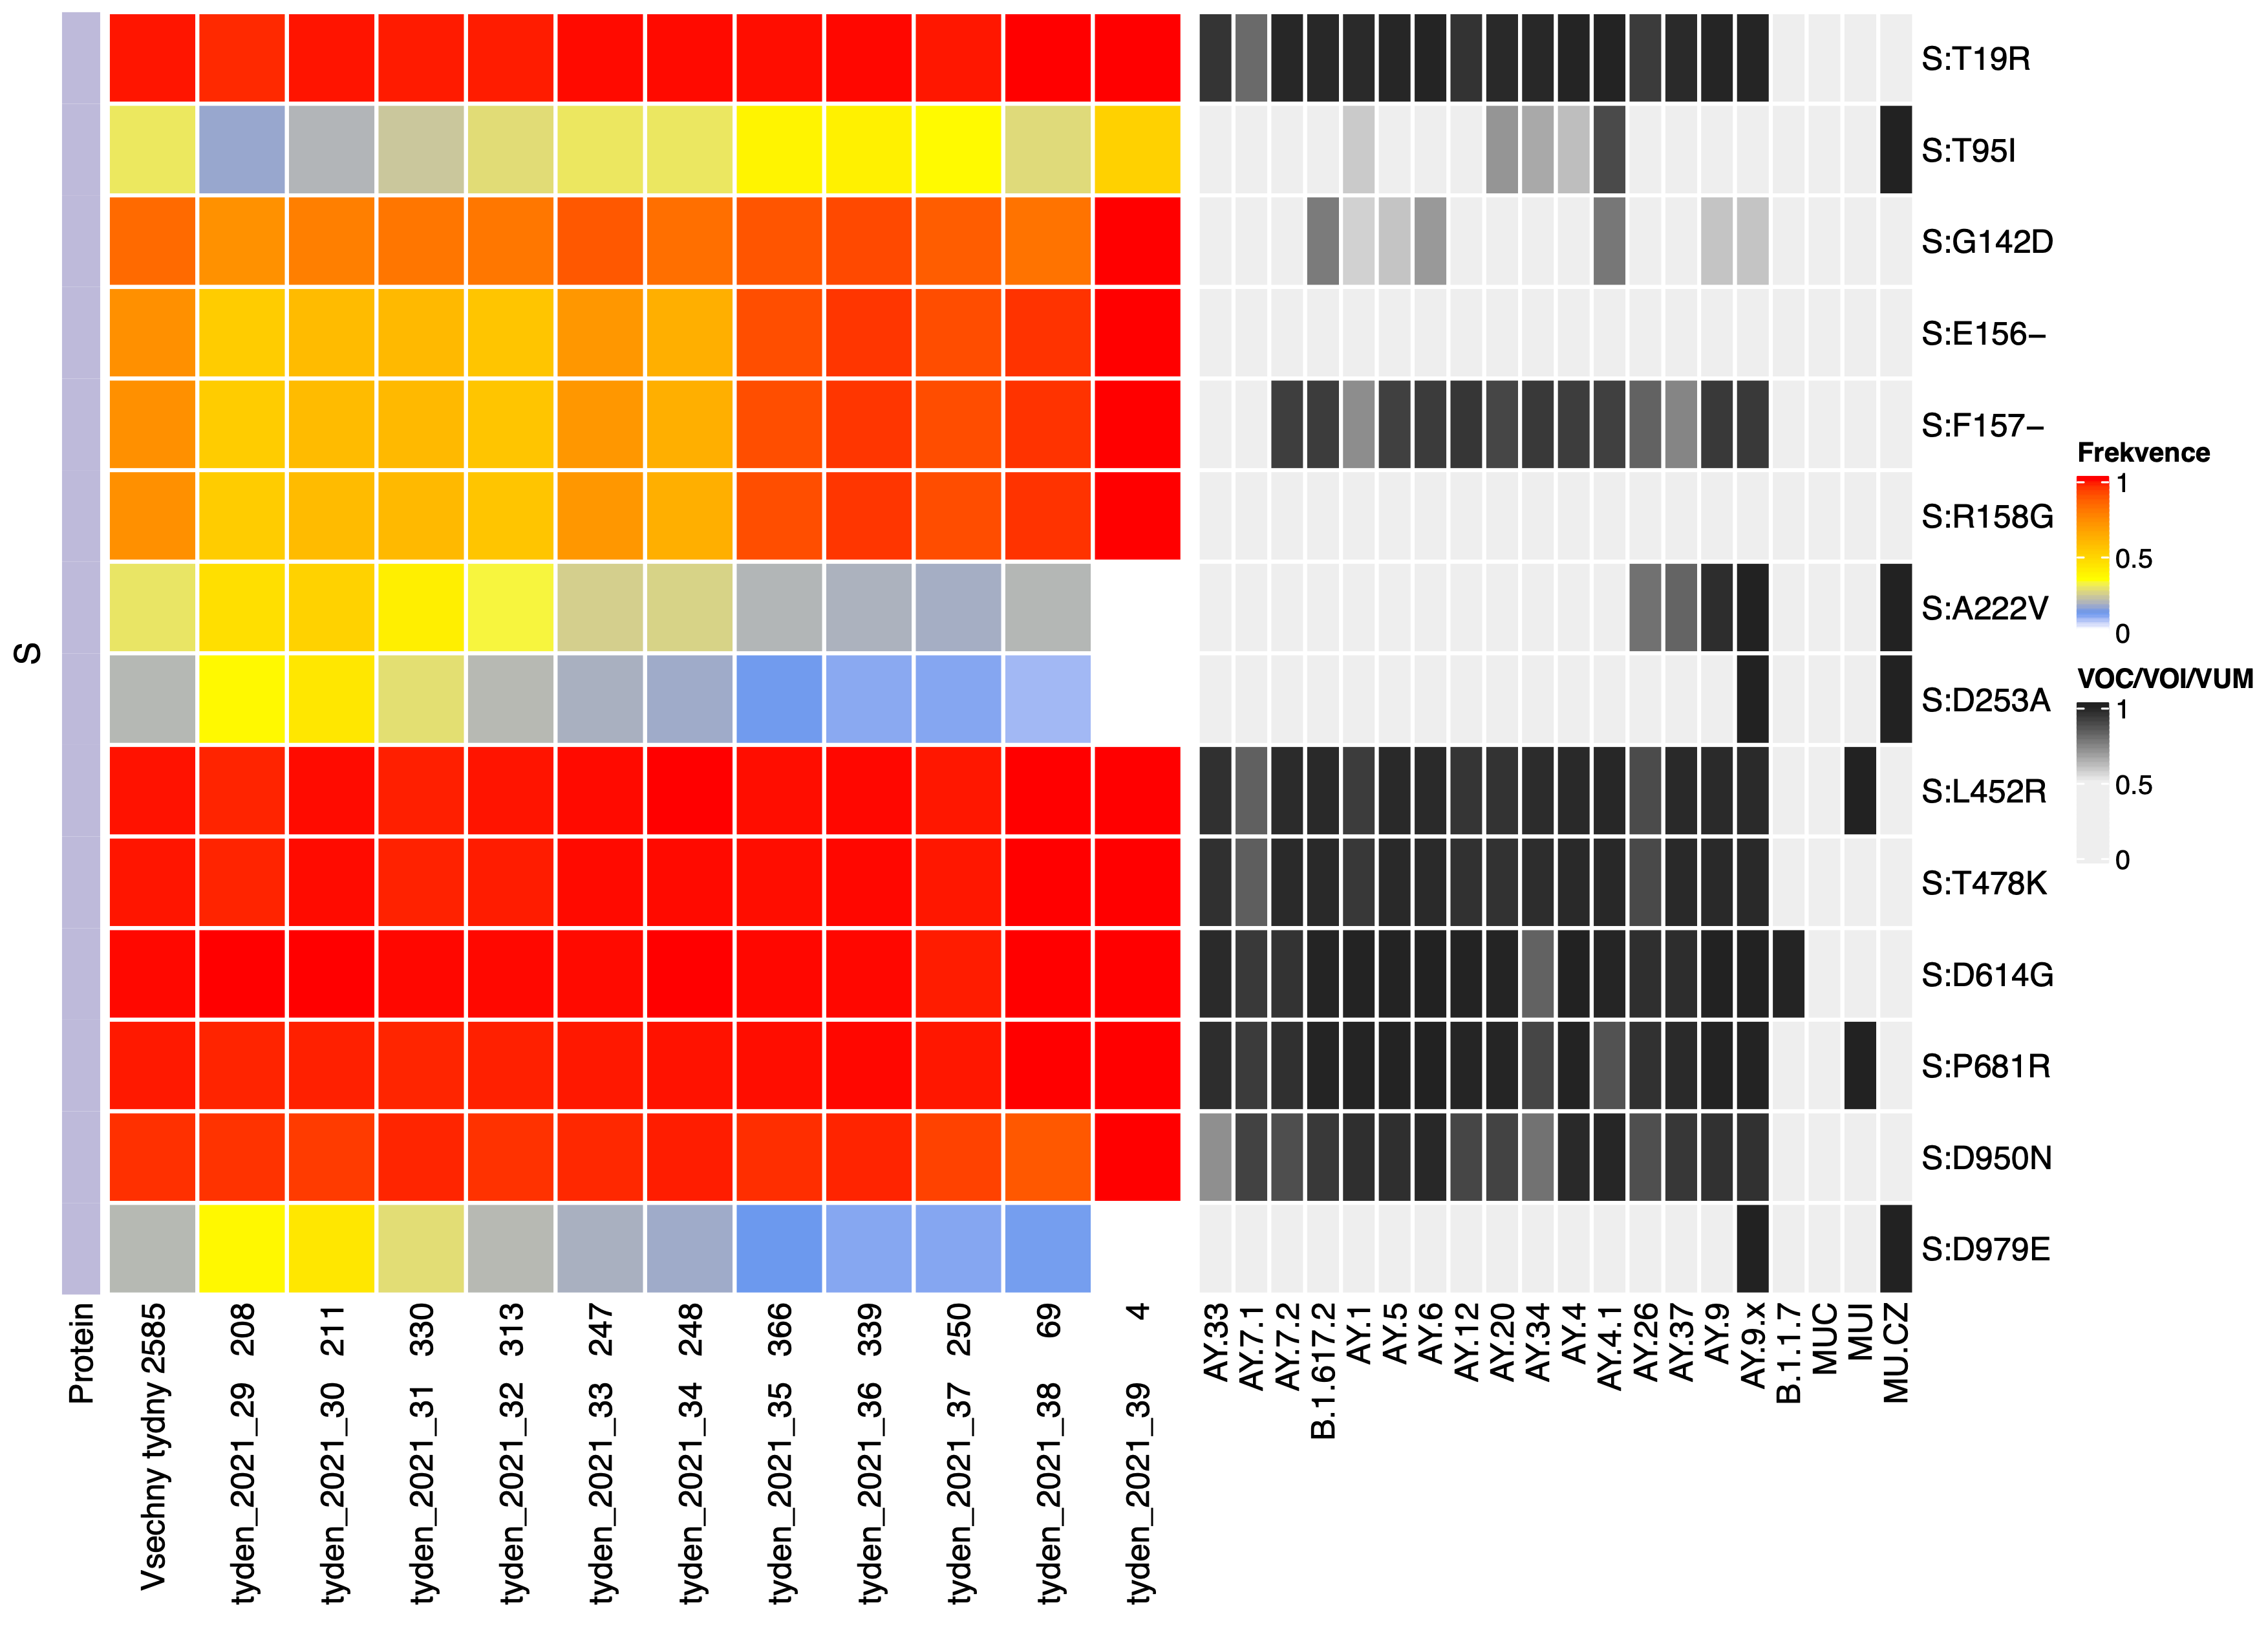 S
S:T19R
S:T95I
S:G142D
S:E156–
S:F157–
S:R158G
S:A222V
S:D253A
S:L452R
S:T478K
S:D614G
S:P681R
S:D950N
S:D979E
Protein
Vsechny tydny 2585
tyden_2021_29 208
tyden_2021_30 211
tyden_2021_31 330
tyden_2021_32 313
tyden_2021_33 247
tyden_2021_34 248
tyden_2021_35 366
tyden_2021_36 339
tyden_2021_37 250
tyden_2021_38 69
tyden_2021_39 4
AY.33
AY.7.1
AY.7.2
B.1.617.2
AY.1
AY.5
AY.6
AY.12
AY.20
AY.34
AY.4
AY.4.1
AY.26
AY.37
AY.9
AY.9.x
B.1.1.7
MUC
MUI
MU.CZ
Frekvence
1
0.5
0
VOC/VOI/VUM
1
0.5
0